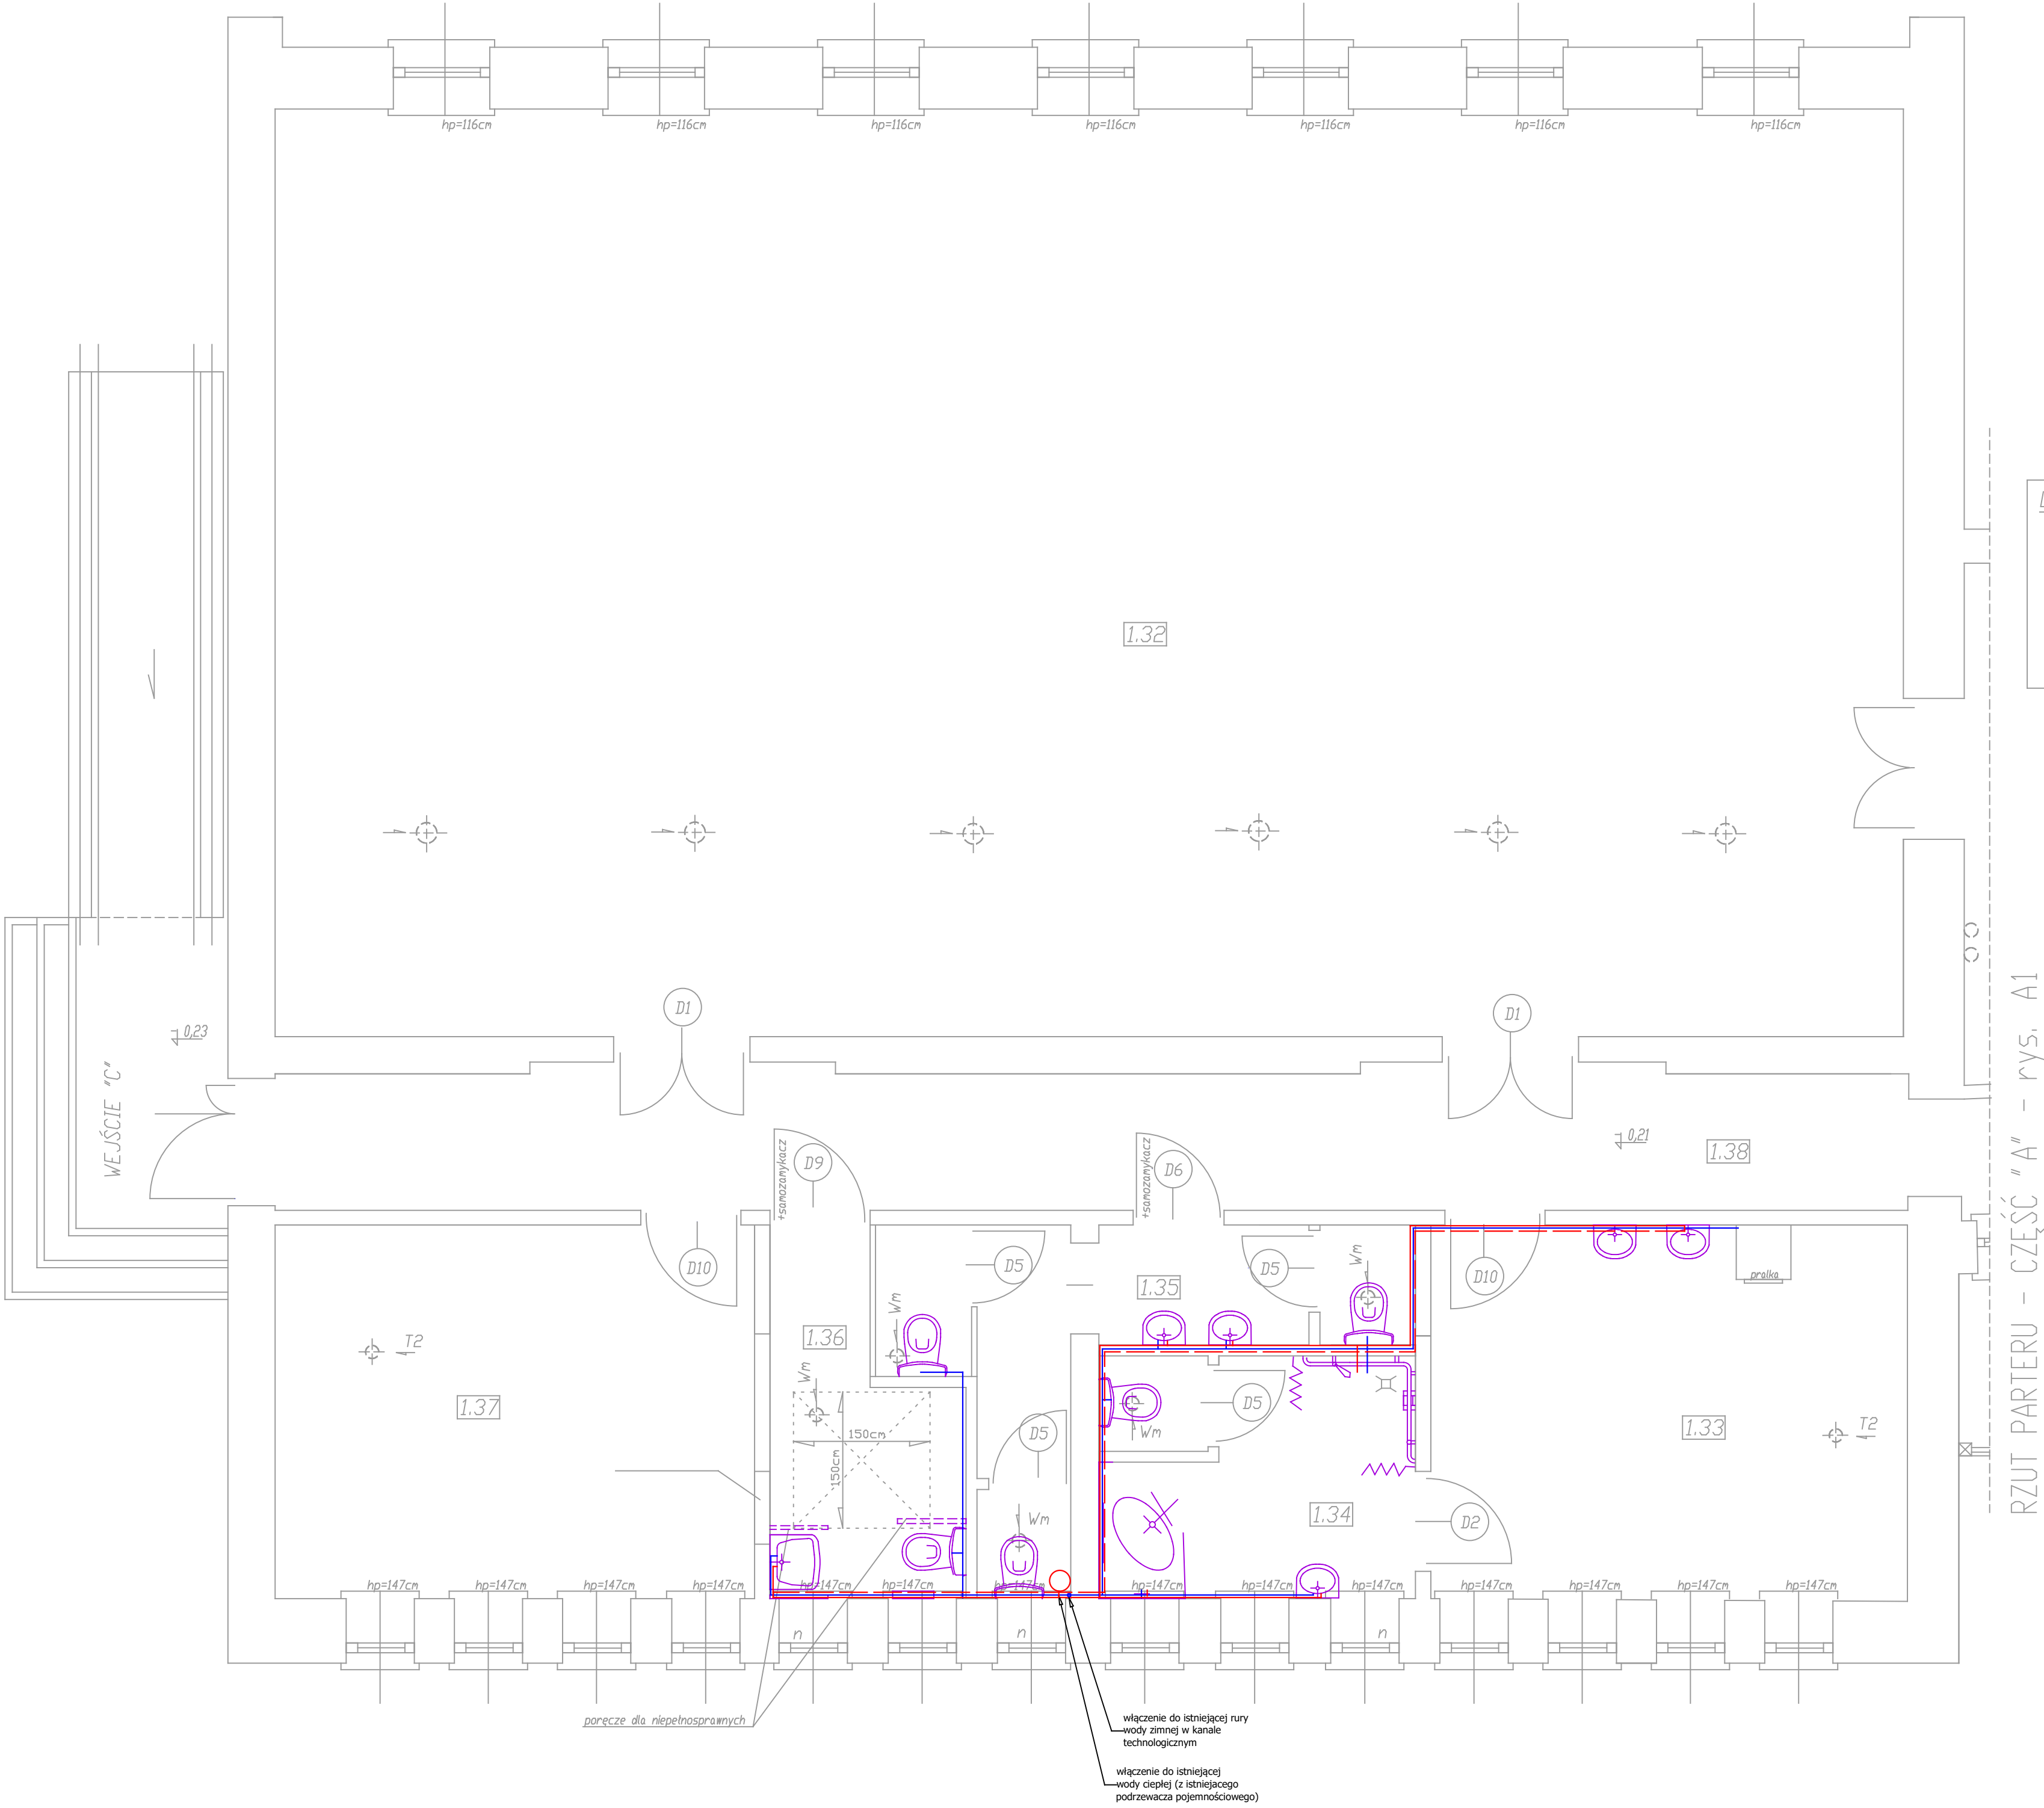 hp=116cm hp=116cm hp=116cm hp=116cm hp=116cm hp=116cm hp=116cm
1.32
D1
D1
0,23
WEJŚCIE "C"
RZUT PARTERU - CZĘŚĆ "A" - rys. A1
0,21
1.38
D9
+samozamykacz
D6
+samozamykacz
D10
D5
1.35
D5
Wm
D10
pralka
1.36
Wm
Wm
T2
1.37
150cm
150cm
D5
Wm
D5
Wm
1.34
D2
1.33
T2
hp=147cm hp=147cm hp=147cm hp=147cm hp=147cm hp=147cm hp=147cm hp=147cm hp=147cm hp=147cm hp=147cm hp=147cm hp=147cm hp=147cm
n
n
n
poręcze dla niepełnosprawnych
włączenie do istniejącej rury
wody zimnej w kanale
technologicznym
włączenie do istniejącej
wody ciepłej (z istniejacego
podrzewacza pojemnościowego)